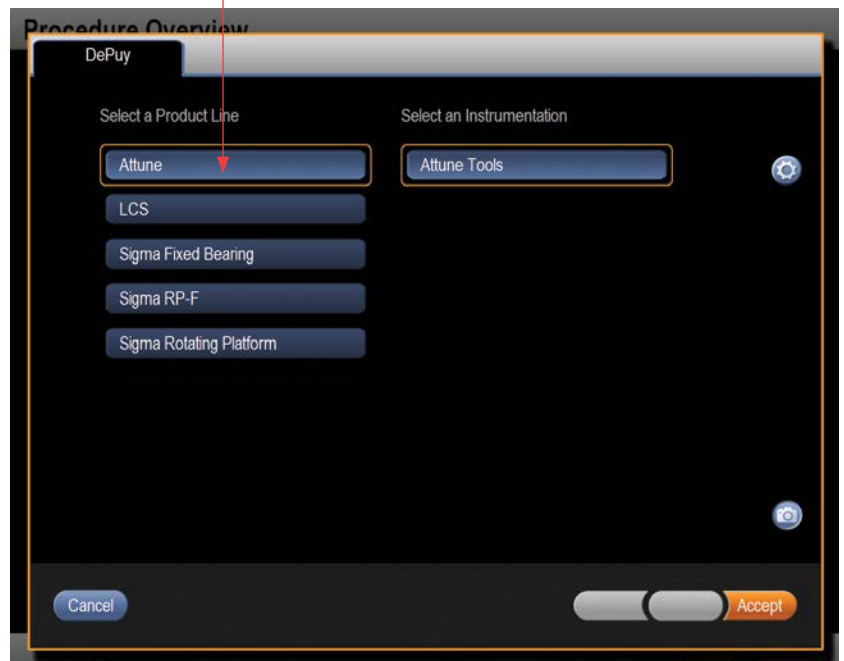 Procedure Overview
DePuy
Select a Product Line
Select an Instrumentation
Attune
Attune Tools
LCS
Sigma Fixed Bearing
Sigma RP-F
Sigma Rotating Platform
Cancel
Accept